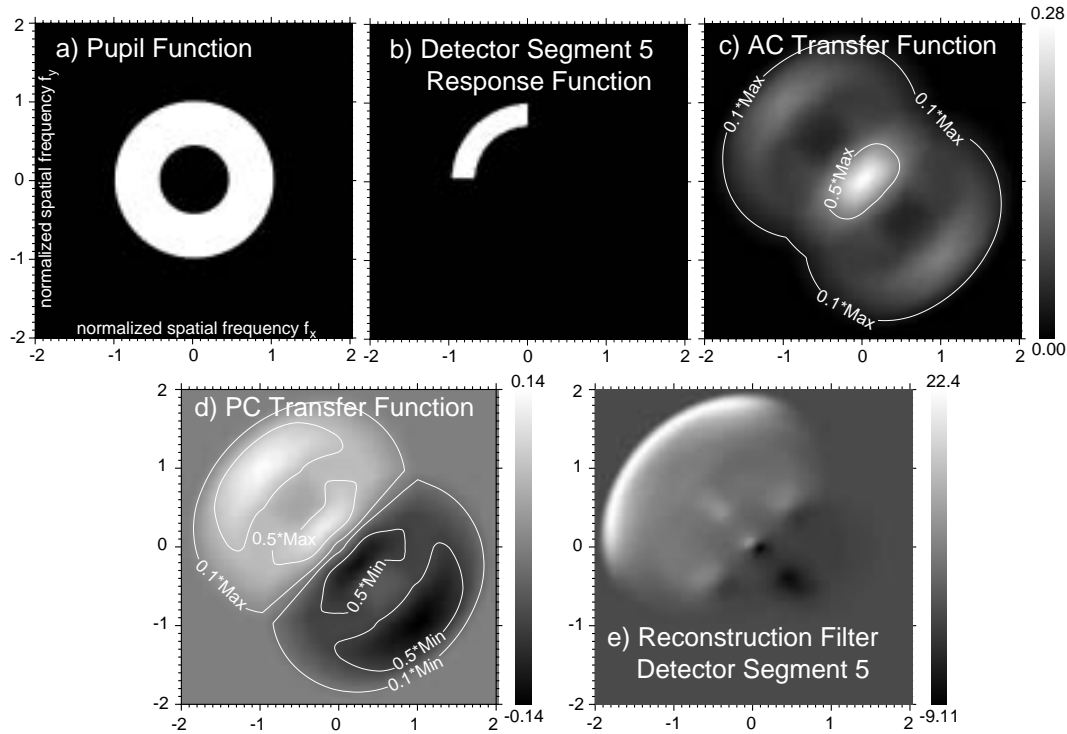 a) Pupil Function
normalized spatial frequency f_y
normalized spatial frequency f_x
2
1
0
-1
-2
-2 -1 0 1 2
b) Detector Segment 5
Response Function
-2 -1 0 1 2
c) AC Transfer Function
0.1*Max
0.1*Max
0.5*Max
0.1*Max
-2 -1 0 1 2
0.28
0.00
d) PC Transfer Function
0.5*Max
0.1*Max
0.5*Min
0.5*Min
0.1*Min
2
1
0
-1
-2
-2 -1 0 1 2
0.14
-0.14
e) Reconstruction Filter
Detector Segment 5
2
1
0
-1
-2
-2 -1 0 1 2
22.4
-9.11